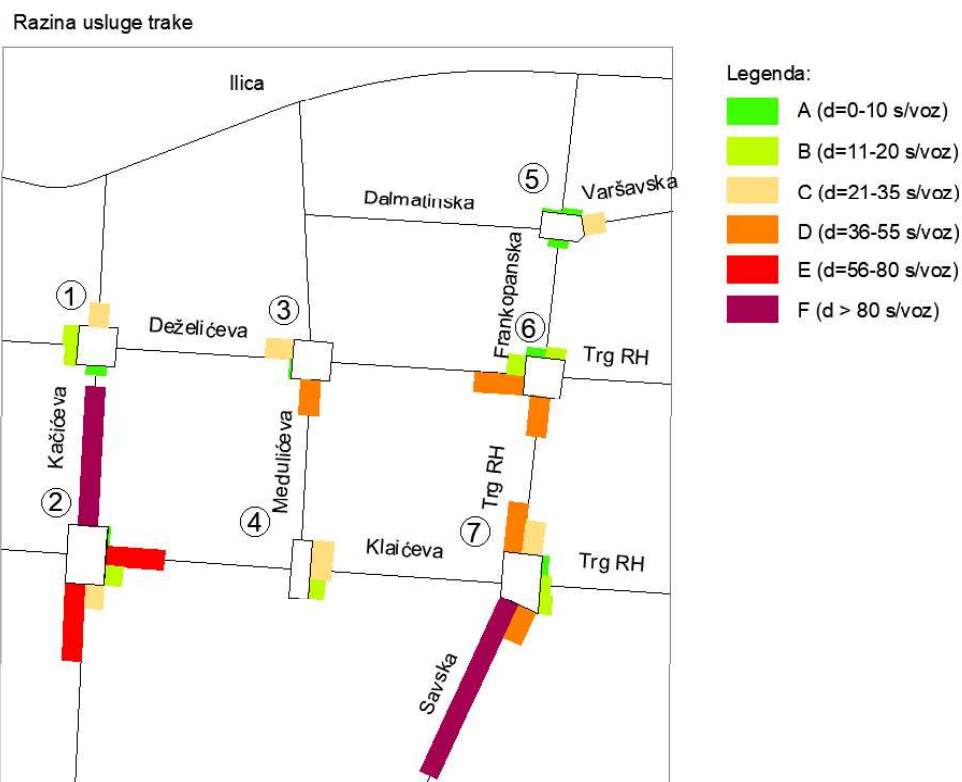 Razina usluge trake
Ilica
Legenda:
A (d=0-10 s/voz)
B (d=11-20 s/voz)
C (d=21-35 s/voz)
D (d=36-55 s/voz)
E (d=56-80 s/voz)
F (d > 80 s/voz)
5
Varšavska
Dalmatinska
Frankopanska
1
Deželićeva
3
6
Trg RH
Kačićeva
Medulićeva
Trg RH
2
4
Klaićeva
7
Trg RH
Savska